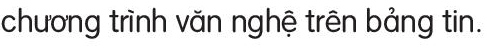 chương trình văn nghệ trên bảng tin.